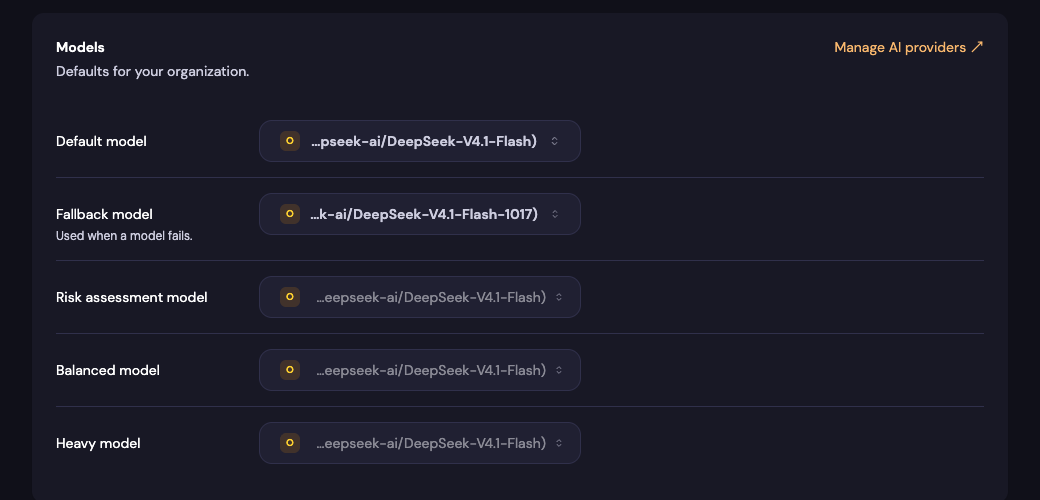 Models
Manage AI providers ↗
Defaults for your organization.
Default model
O ...pseek-ai/DeepSeek-V4.1-Flash)
Fallback model
O ...k-ai/DeepSeek-V4.1-Flash-1017)
Used when a model fails.
Risk assessment model
O ...eepseek-ai/DeepSeek-V4.1-Flash)
Balanced model
O ...eepseek-ai/DeepSeek-V4.1-Flash)
Heavy model
O ...eepseek-ai/DeepSeek-V4.1-Flash)